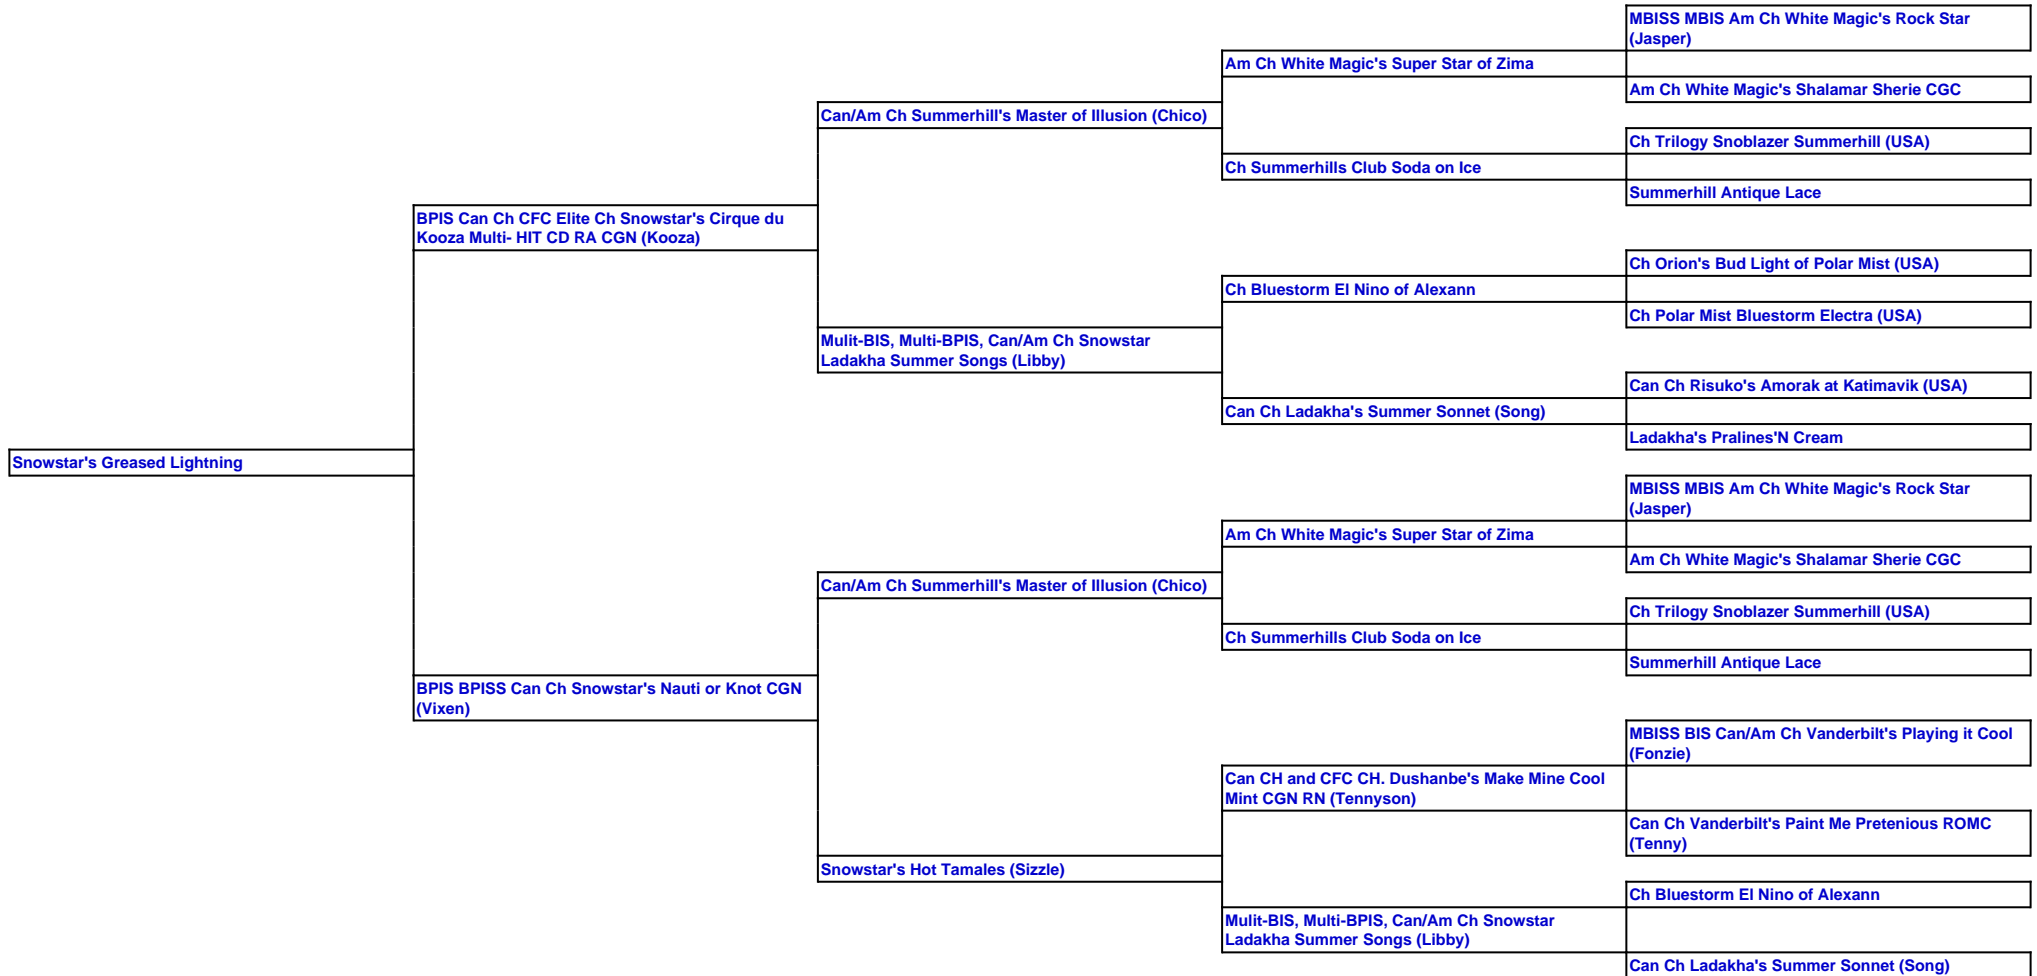 MBISS MBIS Am Ch White Magic's Rock Star
(Jasper)
Am Ch White Magic's Super Star of Zima
Am Ch White Magic's Shalamar Sherie CGC
Can/Am Ch Summerhill's Master of Illusion (Chico)
Ch Trilogy Snoblazer Summerhill (USA)
Ch Summerhills Club Soda on Ice
Summerhill Antique Lace
BPIS Can Ch CFC Elite Ch Snowstar's Cirque du
Kooza Multi- HIT CD RA CGN (Kooza)
Ch Orion's Bud Light of Polar Mist (USA)
Ch Bluestorm El Nino of Alexann
Ch Polar Mist Bluestorm Electra (USA)
Mulit-BIS, Multi-BPIS, Can/Am Ch Snowstar
Ladakha Summer Songs (Libby)
Can Ch Risuko's Amorak at Katimavik (USA)
Can Ch Ladakha's Summer Sonnet (Song)
Ladakha's Pralines'N Cream
Snowstar's Greased Lightning
MBISS MBIS Am Ch White Magic's Rock Star
(Jasper)
Am Ch White Magic's Super Star of Zima
Am Ch White Magic's Shalamar Sherie CGC
Can/Am Ch Summerhill's Master of Illusion (Chico)
Ch Trilogy Snoblazer Summerhill (USA)
Ch Summerhills Club Soda on Ice
Summerhill Antique Lace
BPIS BPISS Can Ch Snowstar's Nauti or Knot CGN
(Vixen)
MBISS BIS Can/Am Ch Vanderbilt's Playing it Cool
(Fonzie)
Can CH and CFC CH. Dushanbe's Make Mine Cool
Mint CGN RN (Tennyson)
Can Ch Vanderbilt's Paint Me Pretenious ROMC
(Tenny)
Snowstar's Hot Tamales (Sizzle)
Ch Bluestorm El Nino of Alexann
Mulit-BIS, Multi-BPIS, Can/Am Ch Snowstar
Ladakha Summer Songs (Libby)
Can Ch Ladakha's Summer Sonnet (Song)